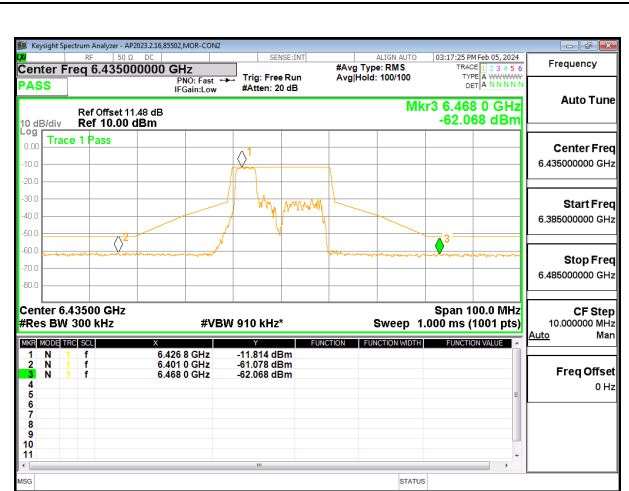 Keysight Spectrum Analyzer - AP2023.2.16,85502,MOR-CON2
RF 50 Ω DC SENSE:INT ALIGN AUTO 03:17:25 PM Feb 05, 2024
Center Freq 6.435000000 GHz
PASS
PNO: Fast
IFGain:Low
Trig: Free Run
#Atten: 20 dB
#Avg Type: RMS
Avg|Hold: 100/100
TRACE 1 2 3 4 5 6
TYPE A WWWWW
DET A N N N N N
Frequency
Auto Tune
Center Freq
6.435000000 GHz
Start Freq
6.385000000 GHz
Stop Freq
6.485000000 GHz
CF Step
10.000000 MHz
Auto Man
Freq Offset
0 Hz
Ref Offset 11.48 dB
10 dB/div Ref 10.00 dBm
Log
Mkr3 6.468 0 GHz
-62.068 dBm
Trace 1 Pass
0.00
-10.0
-20.0
-30.0
-40.0
-50.0
-60.0
-70.0
-80.0
1
2
3
Center 6.43500 GHz Span 100.0 MHz
#Res BW 300 kHz #VBW 910 kHz* Sweep 1.000 ms (1001 pts)
MKR MODE TRC SCL X Y FUNCTION FUNCTION WIDTH FUNCTION VALUE
1 N 1 f 6.426 8 GHz -11.814 dBm
2 N 1 f 6.401 0 GHz -61.078 dBm
3 N 1 f 6.468 0 GHz -62.068 dBm
4
5
6
7
8
9
10
11
MSG STATUS